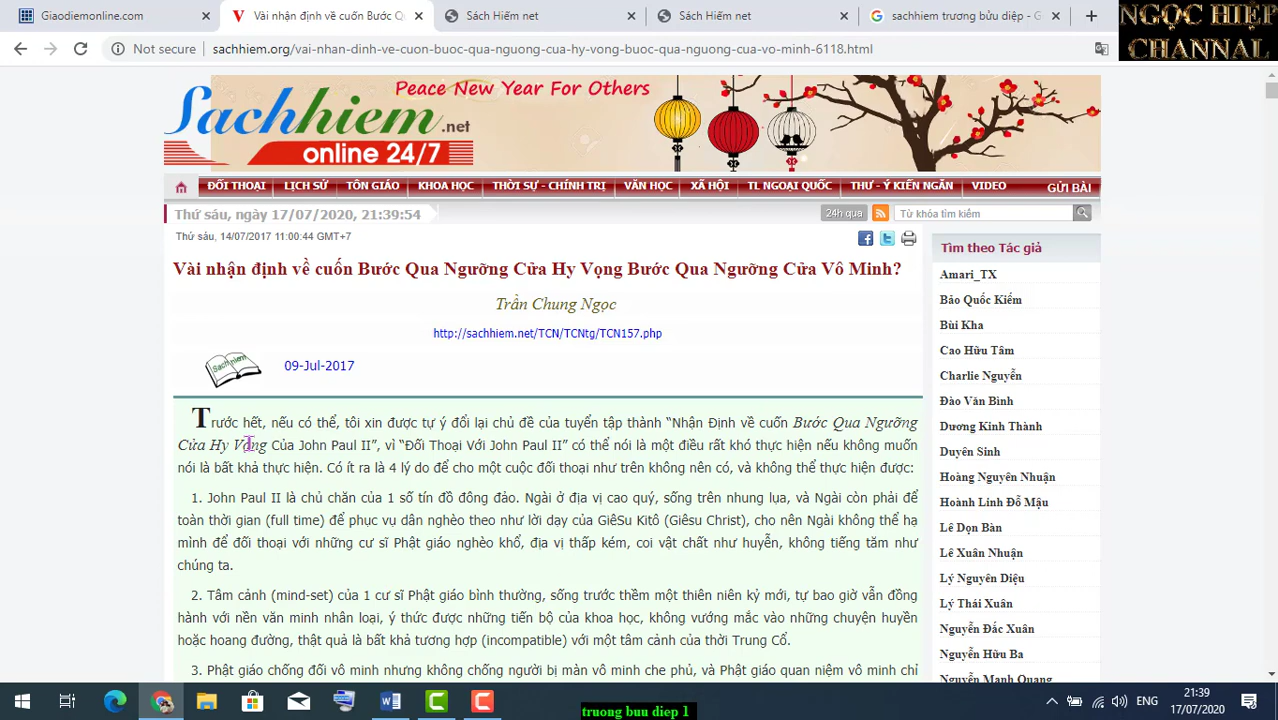 Giaodiemonline.com
Vài nhận định về cuốn Bước Q
Sách Hiếm net
Sách Hiếm net
sachhiem trương bửu diệp - G
NGỌC HIỆP
CHANNAL
Not secure
sachhiem.org/vai-nhan-dinh-ve-cuon-buoc-qua-nguong-cua-hy-vong-buoc-qua-nguong-cua-vo-minh-6118.html
Peace New Year For Others
Sachhiem.net
online 24/7
ĐỐI THOẠI
LỊCH SỬ
TÔN GIÁO
KHOA HỌC
THỜI SỰ - CHÍNH TRỊ
VĂN HỌC
XÃ HỘI
TL NGOẠI QUỐC
THƯ - Ý KIẾN NGẮN
VIDEO
GỬI BÀI
Thứ sáu, ngày 17/07/2020, 21:39:54
24h qua
Từ khóa tìm kiếm
Thứ sáu, 14/07/2017 11:00:44 GMT+7
Vài nhận định về cuốn Bước Qua Ngưỡng Cửa Hy Vọng Bước Qua Ngưỡng Cửa Vô Minh?
Trần Chung Ngọc
http://sachhiem.net/TCN/TCNtg/TCN157.php
Sachhiem
09-Jul-2017
Trước hết, nếu có thể, tôi xin được tự ý đổi lại chủ đề của tuyển tập thành “Nhận Định về cuốn Bước Qua Ngưỡng
Cửa Hy Vọng Của John Paul II”, vì “Đối Thoại Với John Paul II” có thể nói là một điều rất khó thực hiện nếu không muốn
nói là bất khả thực hiện. Có ít ra là 4 lý do để cho một cuộc đối thoại như trên không nên có, và không thể thực hiện được:
1. John Paul II là chủ chăn của 1 số tín đồ đông đảo. Ngài ở địa vị cao quý, sống trên nhung lụa, và Ngài còn phải để
toàn thời gian (full time) để phục vụ dân nghèo theo như lời dạy của GiêSu Kitô (Giêsu Christ), cho nên Ngài không thể hạ
mình để đối thoại với những cư sĩ Phật giáo nghèo khổ, địa vị thấp kém, coi vật chất như huyễn, không tiếng tăm như
chúng ta.
2. Tâm cảnh (mind-set) của 1 cư sĩ Phật giáo bình thường, sống trước thềm một thiên niên kỷ mới, tự bao giờ vẫn đồng
hành với nền văn minh nhân loại, ý thức được những tiến bộ của khoa học, không vướng mắc vào những chuyện huyền
hoặc hoang đường, thật quả là bất khả tương hợp (incompatible) với một tâm cảnh của thời Trung Cổ.
3. Phật giáo chống đối vô minh nhưng không chống người bị màn vô minh che phủ, và Phật giáo quan niệm vô minh chỉ
Tìm theo Tác giả
Amari_TX
Bảo Quốc Kiếm
Bùi Kha
Cao Hữu Tâm
Charlie Nguyễn
Đào Văn Bình
Dương Kinh Thành
Duyên Sinh
Hoàng Nguyên Nhuận
Hoành Linh Đỗ Mậu
Lê Dọn Bàn
Lê Xuân Nhuận
Lý Nguyên Diệu
Lý Thái Xuân
Nguyễn Đắc Xuân
Nguyễn Hữu Ba
Nguyễn Mạnh Quang
ENG
21:39
17/07/2020
truong buu diep 1